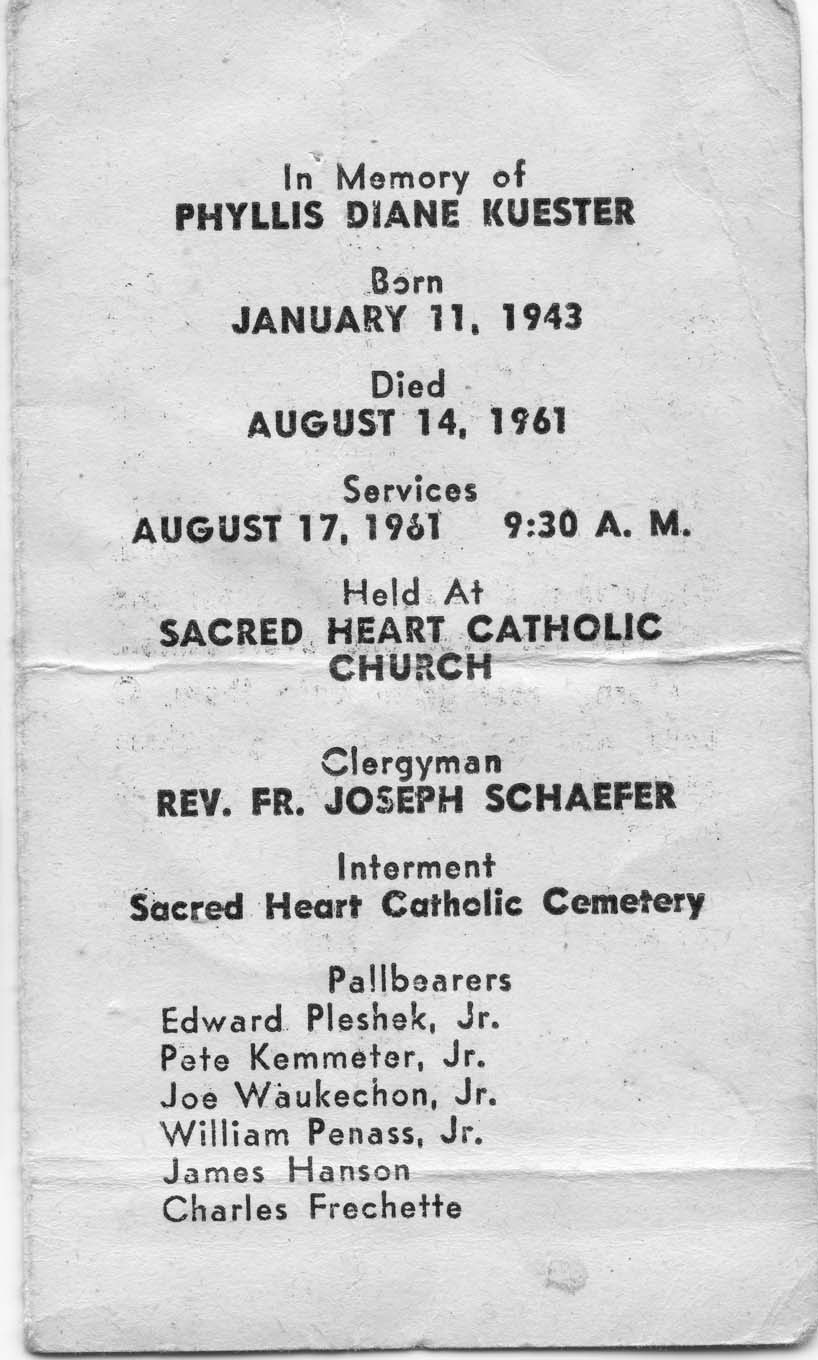 In Memory of
PHYLLIS DIANE KUESTER
Born
JANUARY 11, 1943
Died
AUGUST 14, 1961
Services
AUGUST 17, 1961 9:30 A. M.
Held At
SACRED HEART CATHOLIC
CHURCH
Clergyman
REV. FR. JOSEPH SCHAEFER
Interment
Sacred Heart Catholic Cemetery
Pallbearers
Edward Pleshek, Jr.
Pete Kemmeter, Jr.
Joe Waukechon, Jr.
William Penass, Jr.
James Hanson
Charles Frechette